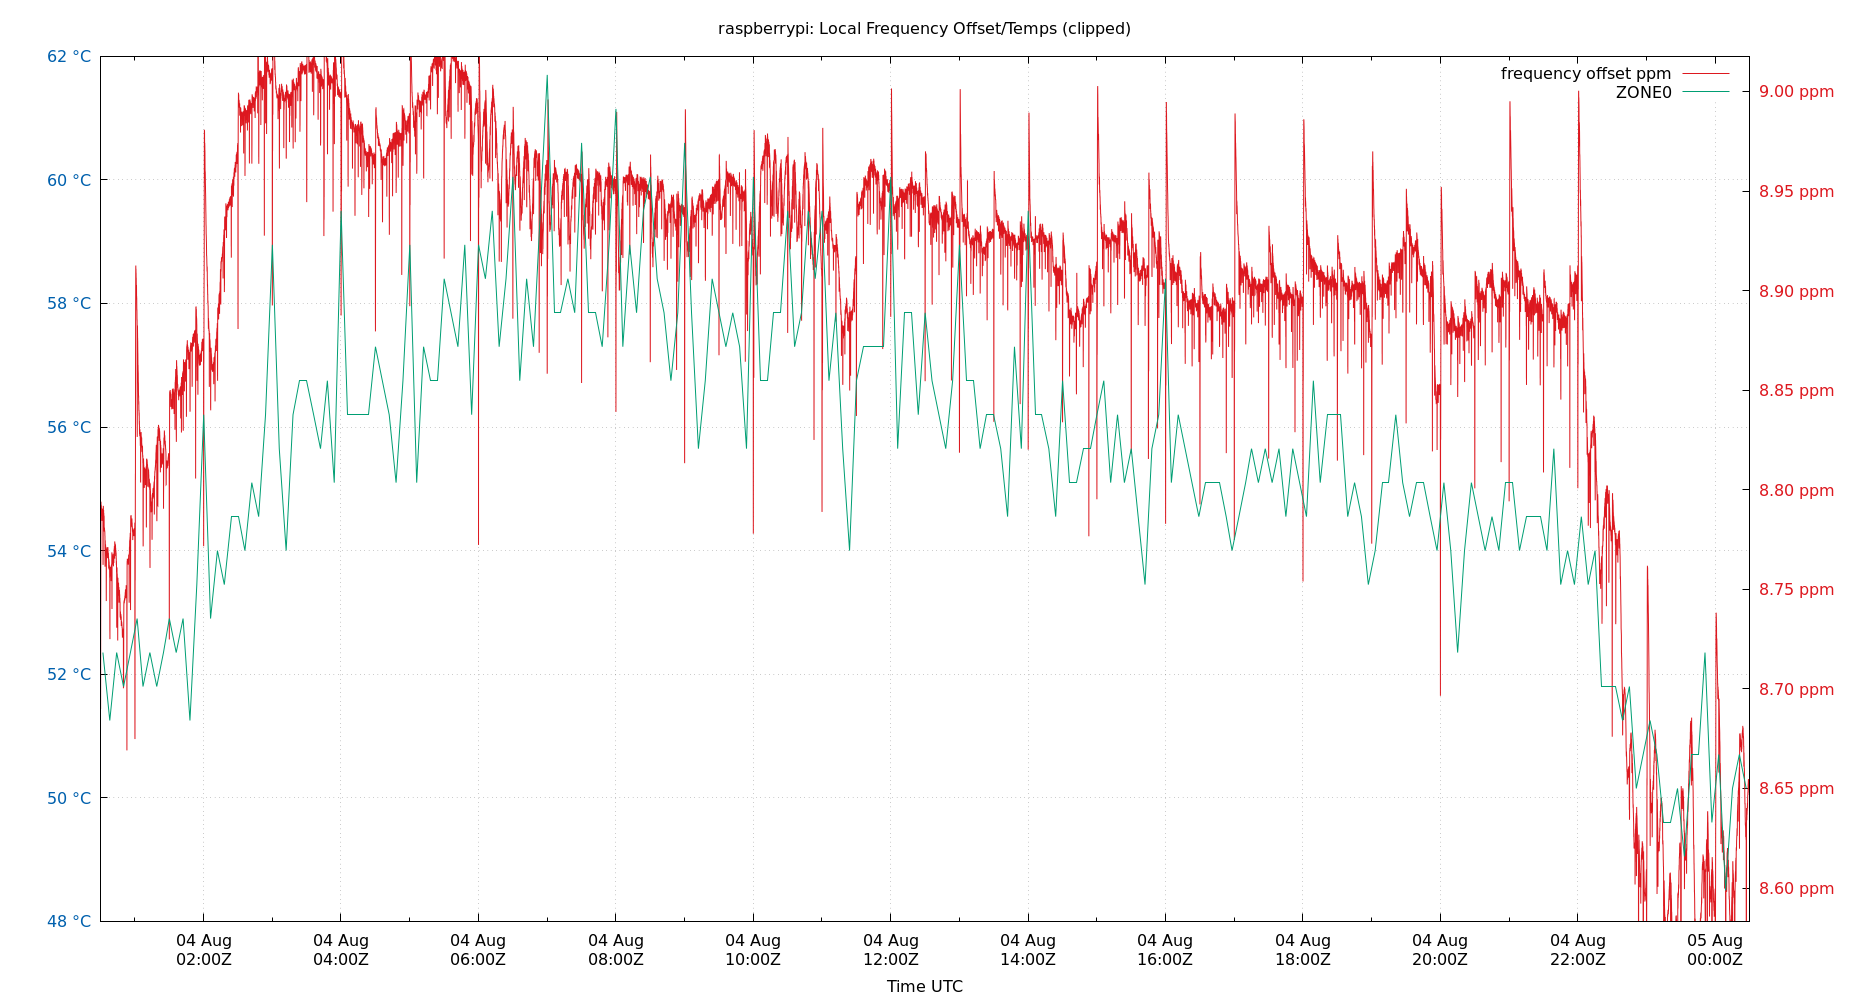 raspberrypi: Local Frequency Offset/Temps (clipped)
frequency offset ppm
ZONE0
62 °C
60 °C
58 °C
56 °C
54 °C
52 °C
50 °C
48 °C
9.00 ppm
8.95 ppm
8.90 ppm
8.85 ppm
8.80 ppm
8.75 ppm
8.70 ppm
8.65 ppm
8.60 ppm
04 Aug 04 Aug 04 Aug 04 Aug 04 Aug 04 Aug 04 Aug 04 Aug 04 Aug 04 Aug 04 Aug 05 Aug
02:00Z 04:00Z 06:00Z 08:00Z 10:00Z 12:00Z 14:00Z 16:00Z 18:00Z 20:00Z 22:00Z 00:00Z
Time UTC